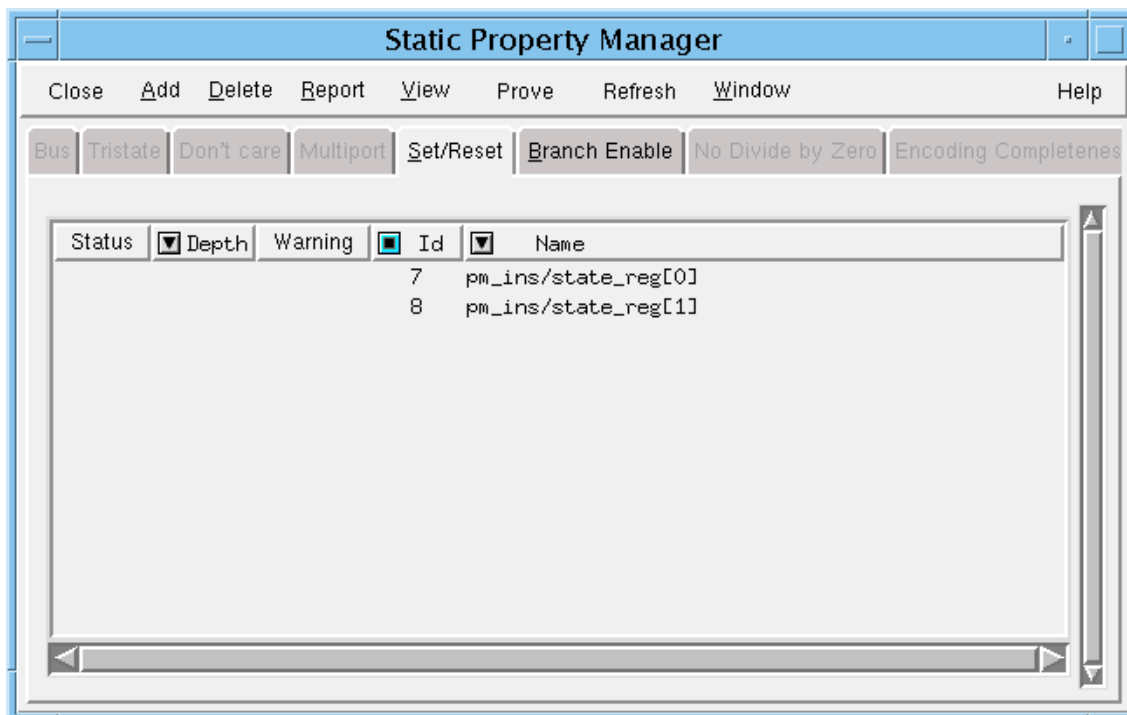 Static Property Manager
Close Add Delete Report View Prove Refresh Window Help
Bus Tristate Don't care Multiport Set/Reset Branch Enable No Divide by Zero Encoding Completenes
Status Depth Warning Id Name
7 pm_ins/state_reg[0]
8 pm_ins/state_reg[1]